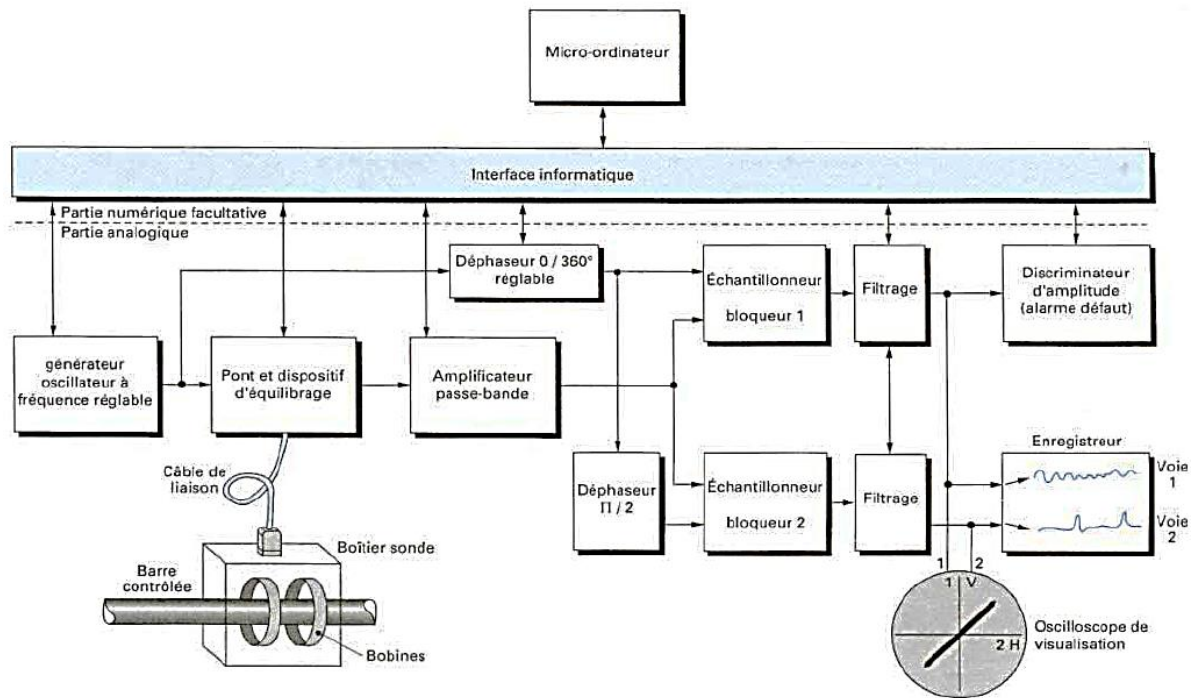 Micro-ordinateur
Interface informatique
Partie numérique facultative
Partie analogique
Déphaseur 0 / 360°
réglable
Échantillonneur
bloqueur 1
Filtrage
Discriminateur
d'amplitude
(alarme défaut)
générateur
oscillateur à
fréquence réglable
Pont et dispositif
d'équilibrage
Amplificateur
passe-bande
Déphaseur
Π / 2
Échantillonneur
bloqueur 2
Filtrage
Enregistreur
Voie
1
Voie
2
Câble de
liaison
Boîtier sonde
Barre
contrôlée
Bobines
1 2
1 V
2 H
Oscilloscope de
visualisation